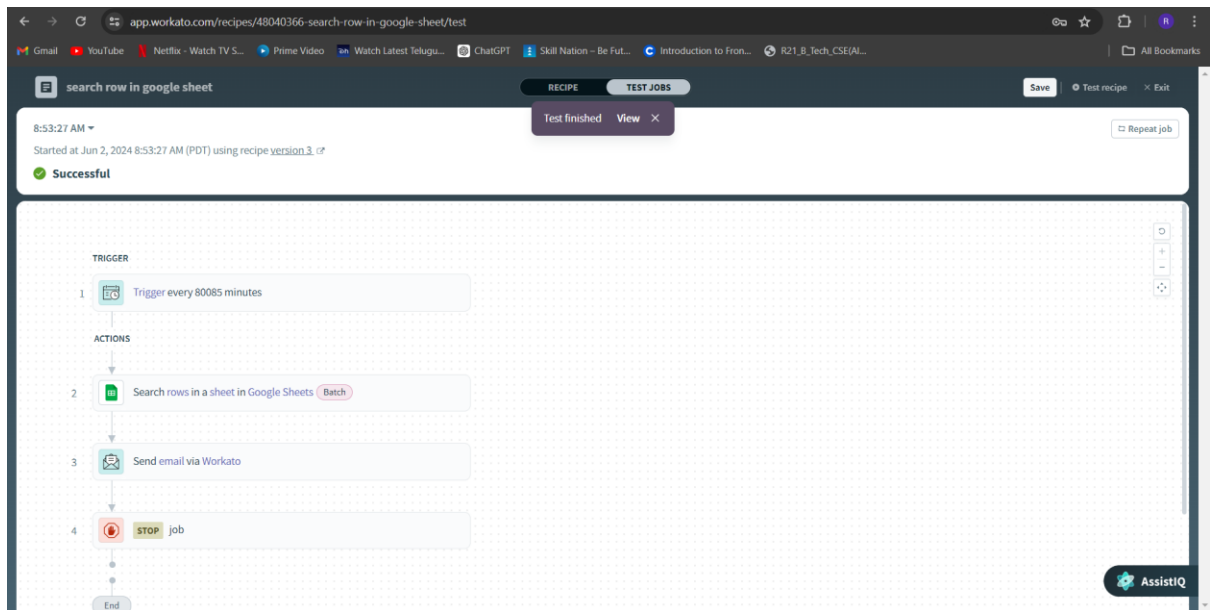 app.workato.com/recipes/48040366-search-row-in-google-sheet/test
R
Gmail YouTube Netflix - Watch TV S... Prime Video Watch Latest Telugu... ChatGPT Skill Nation – Be Fut... Introduction to Fron... R21_B_Tech_CSE(AI... All Bookmarks
search row in google sheet RECIPE TEST JOBS Save Test recipe Exit
Test finished View
8:53:27 AM
Repeat job
Started at Jun 2, 2024 8:53:27 AM (PDT) using recipe version 3
Successful
TRIGGER
1 Trigger every 80085 minutes
ACTIONS
2 Search rows in a sheet in Google Sheets Batch
3 Send email via Workato
4 STOP job
AssistIQ
End